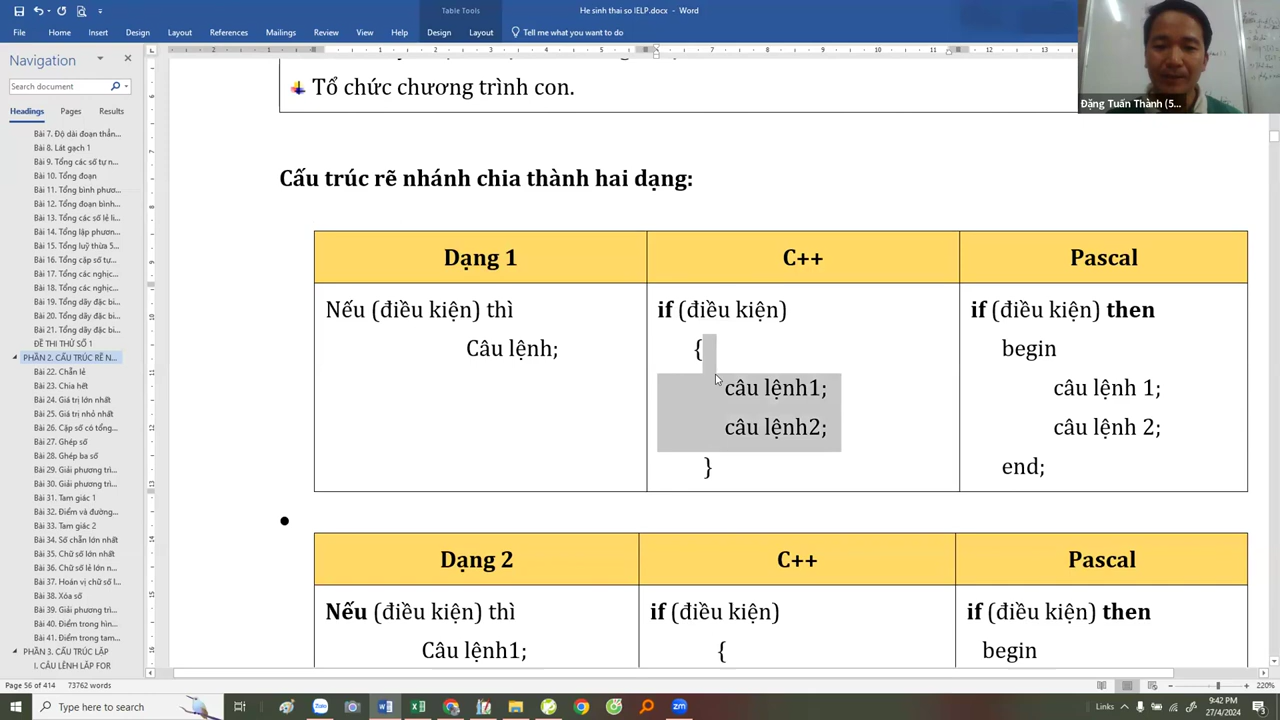 Table Tools
He sinh thai so IELP.docx - Word
File Home Insert Draw Design Layout References Mailings Review View Help Design Layout Tell me what you want to do
Navigation
Search document
Headings Pages Results
Bài 7. Độ dài đoạn thẳn...
Bài 8. Lát gạch 1
Bài 9. Tổng các số tự n...
Bài 10. Tổng đoạn
Bài 11. Tổng bình phươ...
Bài 12. Tổng đoạn bình...
Bài 13. Tổng các số lẻ li...
Bài 14. Tổng lập phươn...
Bài 15. Tổng luỹ thừa 5...
Bài 16. Tổng cặp số tự...
Bài 17. Tổng các nghịc...
Bài 18. Tổng các nghịc...
Bài 19. Tổng dãy đặc bi...
Bài 20. Tổng dãy đặc bi...
Bài 21. Tổng dãy đặc bi...
ĐỀ THI THỬ SỐ 1
PHẦN 2. CẤU TRÚC RẼ N...
Bài 22. Chẵn lẻ
Bài 23. Chia hết
Bài 24. Giá trị lớn nhất
Bài 25. Giá trị nhỏ nhất
Bài 26. Cặp số có tổng...
Bài 27. Ghép số
Bài 28. Ghép ba số
Bài 29. Giải phương trì...
Bài 30. Giải phương trì...
Bài 31. Tam giác 1
Bài 32. Điểm và đường...
Bài 33. Tam giác 2
Bài 34. Số chẵn lớn nhất
Bài 35. Chữ số lớn nhất
Bài 36. Chữ số lẻ lớn n...
Bài 37. Hoán vị chữ số l...
Bài 38. Xóa số
Bài 39. Giải phương trì...
Bài 40. Điểm trong hìn...
Bài 41. Điểm trong tam...
PHẦN 3. CẤU TRÚC LẶP
I. CÂU LỆNH LẶP FOR
Tổ chức chương trình con.
Đặng Tuấn Thành (5...
Cấu trúc rẽ nhánh chia thành hai dạng:
Dạng 1 C++ Pascal
Nếu (điều kiện) thì if (điều kiện) if (điều kiện) then
Câu lệnh; { begin
câu lệnh1; câu lệnh 1;
câu lệnh2; câu lệnh 2;
} end;
Dạng 2 C++ Pascal
Nếu (điều kiện) thì if (điều kiện) if (điều kiện) then
Câu lệnh1; { begin
Page 56 of 414 73762 words 220%
Type here to search
Links 9:42 PM
27/4/2024